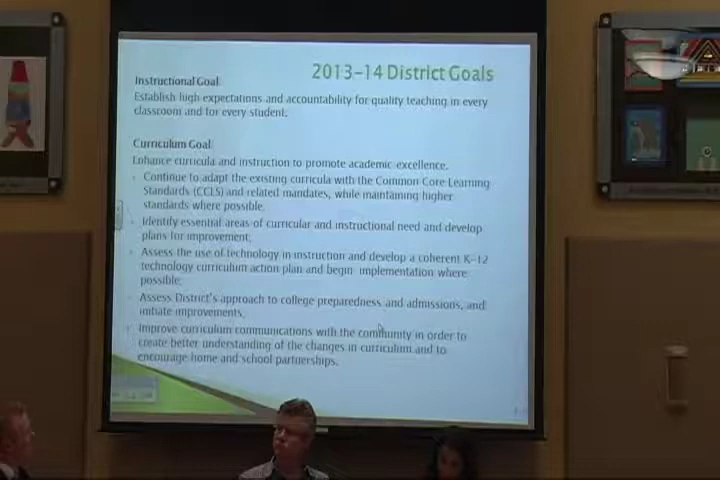 2013-14 District Goals
Instructional Goal
Establish high expectations and accountability for quality teaching in every
classroom and for every student.
Curriculum Goal
Enhance curricula and instruction to promote academic excellence.
Continue to adapt the existing curricula with the Common Core Learning
Standards (CCLS) and related mandates, while maintaining higher
standards where possible.
Identify essential areas of curricular and instructional need and develop
plans for improvement.
Assess the use of technology in instruction and develop a coherent K-12
technology curriculum action plan and begin implementation where
possible.
Assess District's approach to college preparedness and admissions, and
initiate improvements.
Improve curriculum communications with the community in order to
create better understanding of the changes in curriculum and to
encourage home and school partnerships.